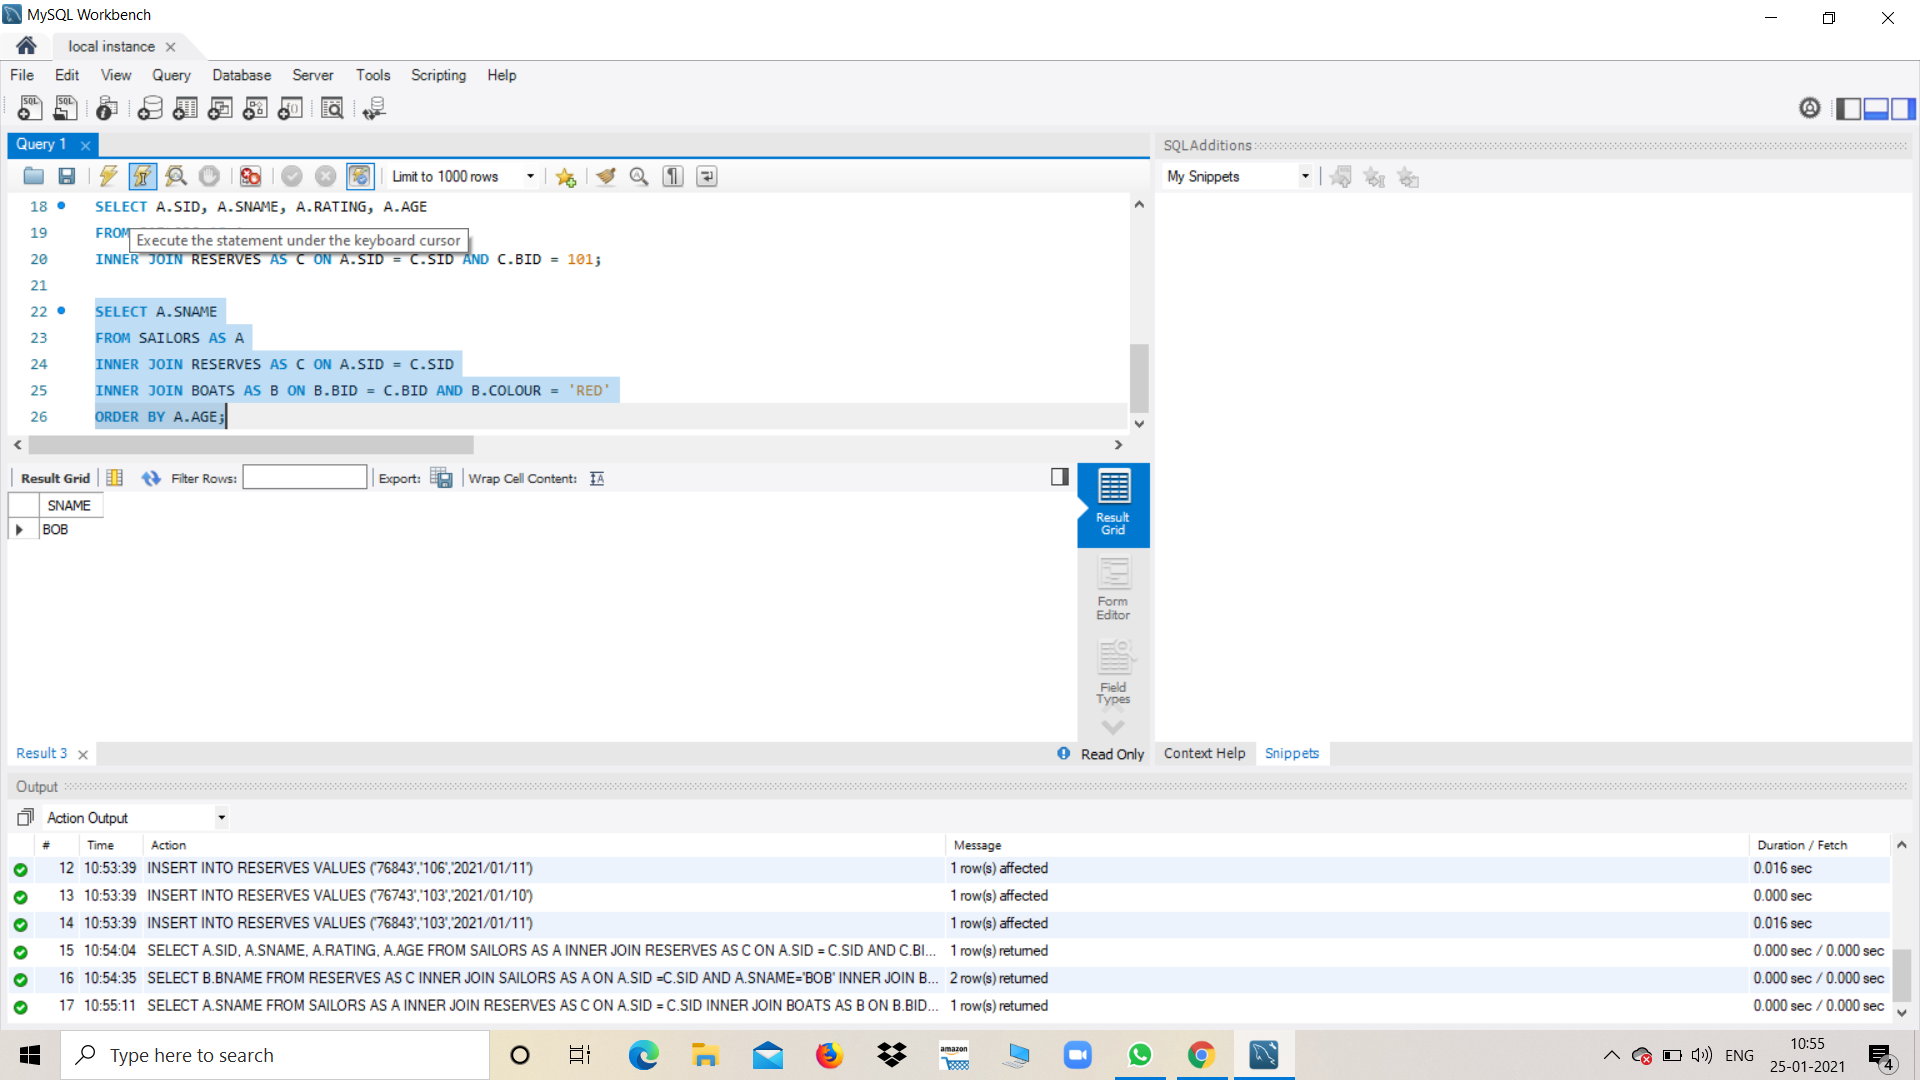 MySQL Workbench
local instance
File Edit View Query Database Server Tools Scripting Help
Query 1
SQLAdditions
Limit to 1000 rows
My Snippets
18 SELECT A.SID, A.SNAME, A.RATING, A.AGE
19 FROM
Execute the statement under the keyboard cursor
20 INNER JOIN RESERVES AS C ON A.SID = C.SID AND C.BID = 101;
21
22 SELECT A.SNAME
23 FROM SAILORS AS A
24 INNER JOIN RESERVES AS C ON A.SID = C.SID
25 INNER JOIN BOATS AS B ON B.BID = C.BID AND B.COLOUR = 'RED'
26 ORDER BY A.AGE;
Result Grid Filter Rows: Export: Wrap Cell Content:
SNAME
BOB
Result
Grid
Form
Editor
Field
Types
Result 3
Read Only
Context Help Snippets
Output
Action Output
# Time Action Message Duration / Fetch
12 10:53:39 INSERT INTO RESERVES VALUES ('76843','106','2021/01/11') 1 row(s) affected 0.016 sec
13 10:53:39 INSERT INTO RESERVES VALUES ('76743','103','2021/01/10') 1 row(s) affected 0.000 sec
14 10:53:39 INSERT INTO RESERVES VALUES ('76843','103','2021/01/11') 1 row(s) affected 0.016 sec
15 10:54:04 SELECT A.SID, A.SNAME, A.RATING, A.AGE FROM SAILORS AS A INNER JOIN RESERVES AS C ON A.SID = C.SID AND C.BI... 1 row(s) returned 0.000 sec / 0.000 sec
16 10:54:35 SELECT B.BNAME FROM RESERVES AS C INNER JOIN SAILORS AS A ON A.SID =C.SID AND A.SNAME='BOB' INNER JOIN B... 2 row(s) returned 0.000 sec / 0.000 sec
17 10:55:11 SELECT A.SNAME FROM SAILORS AS A INNER JOIN RESERVES AS C ON A.SID = C.SID INNER JOIN BOATS AS B ON B.BID... 1 row(s) returned 0.000 sec / 0.000 sec
Type here to search
amazon
ENG
10:55
25-01-2021
4